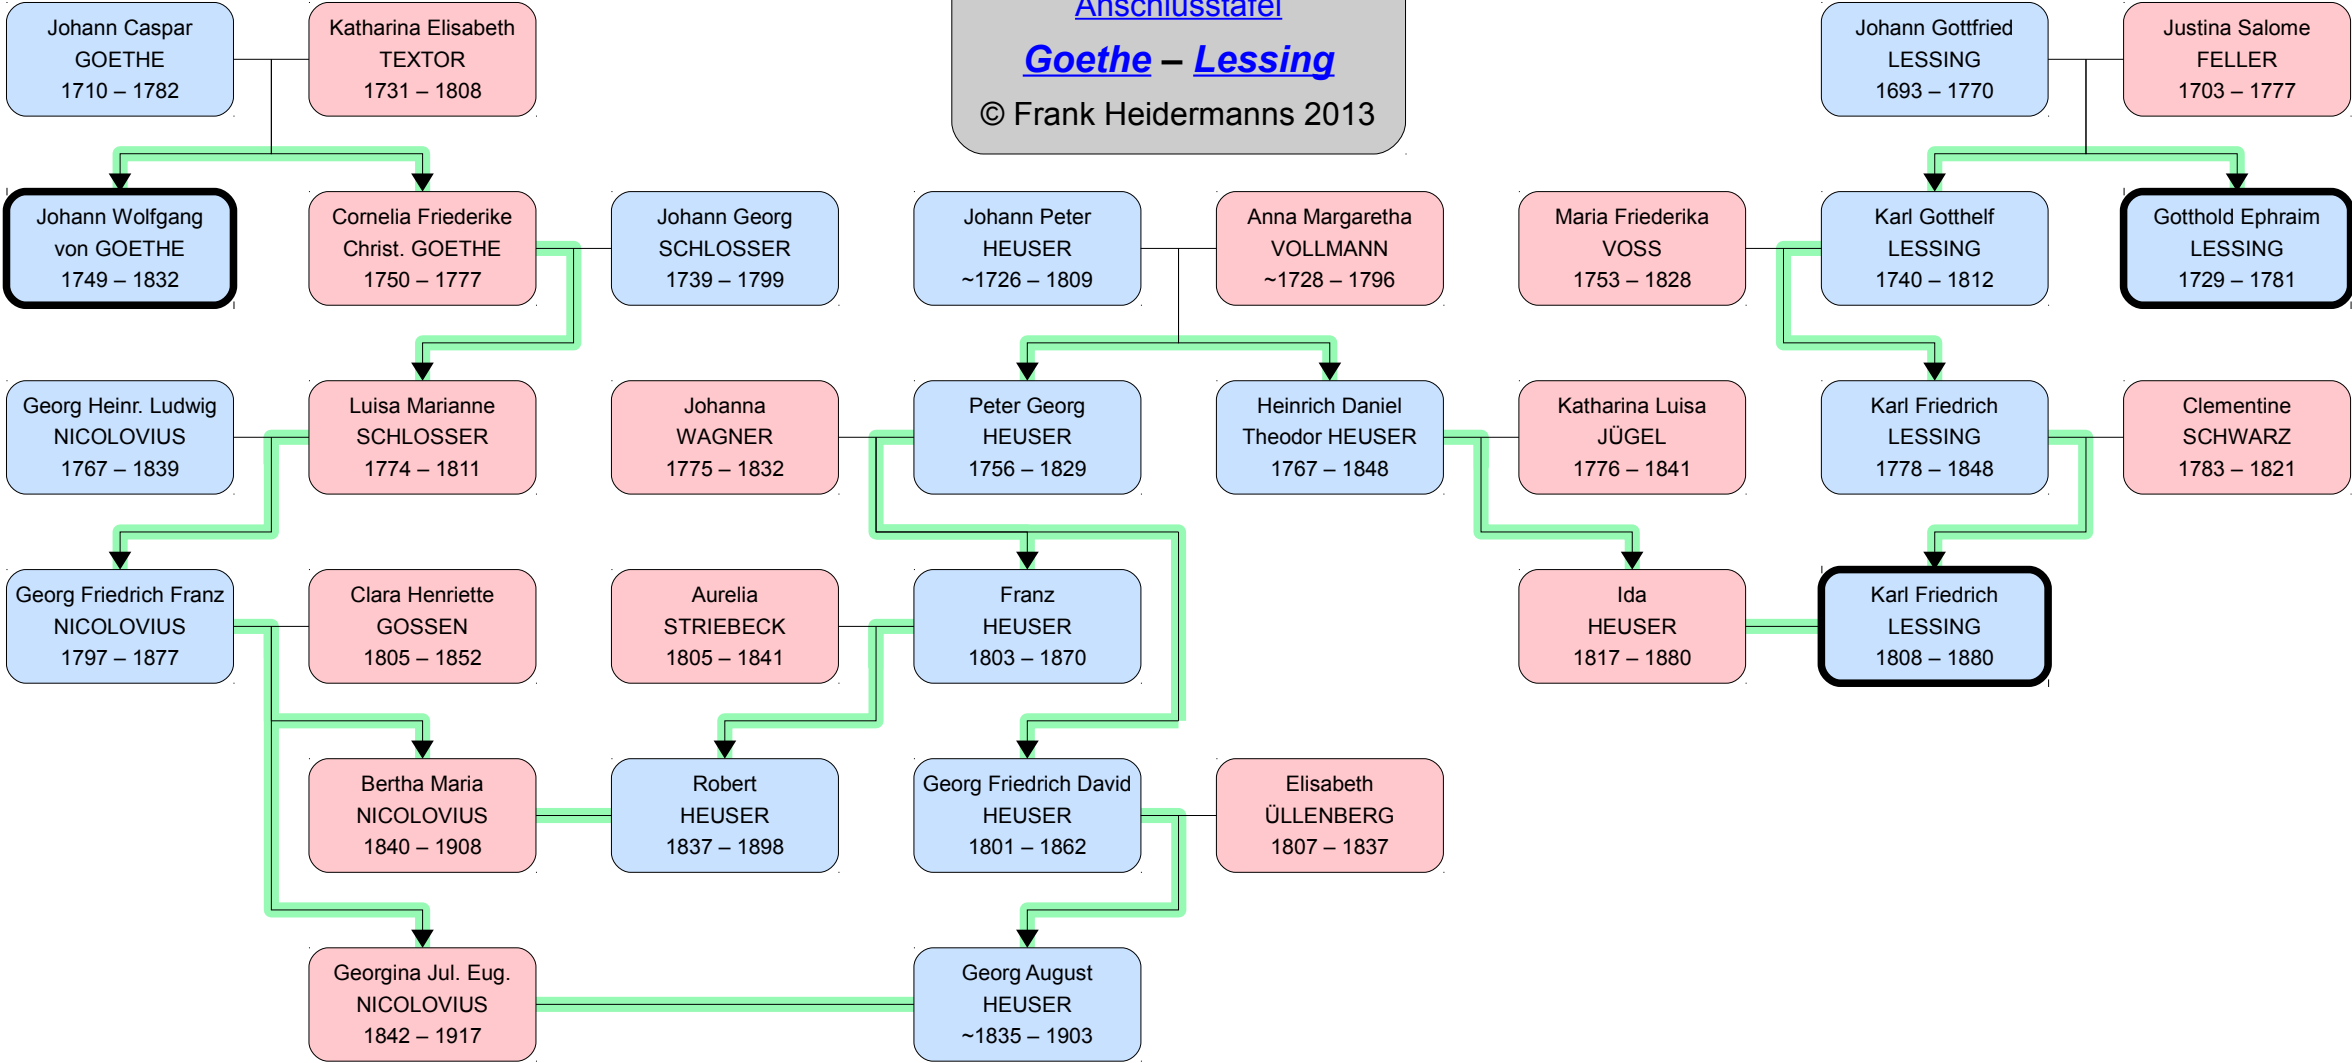 Anschlusstafel
Goethe – Lessing
© Frank Heidermanns 2013
Johann Caspar
GOETHE
1710 – 1782
Katharina Elisabeth
TEXTOR
1731 – 1808
Johann Gottfried
LESSING
1693 – 1770
Justina Salome
FELLER
1703 – 1777
Johann Wolfgang
von GOETHE
1749 – 1832
Cornelia Friederike
Christ. GOETHE
1750 – 1777
Johann Georg
SCHLOSSER
1739 – 1799
Johann Peter
HEUSER
~1726 – 1809
Anna Margaretha
VOLLMANN
~1728 – 1796
Maria Friederika
VOSS
1753 – 1828
Karl Gotthelf
LESSING
1740 – 1812
Gotthold Ephraim
LESSING
1729 – 1781
Georg Heinr. Ludwig
NICOLOVIUS
1767 – 1839
Luisa Marianne
SCHLOSSER
1774 – 1811
Johanna
WAGNER
1775 – 1832
Peter Georg
HEUSER
1756 – 1829
Heinrich Daniel
Theodor HEUSER
1767 – 1848
Katharina Luisa
JÜGEL
1776 – 1841
Karl Friedrich
LESSING
1778 – 1848
Clementine
SCHWARZ
1783 – 1821
Georg Friedrich Franz
NICOLOVIUS
1797 – 1877
Clara Henriette
GOSSEN
1805 – 1852
Aurelia
STRIEBECK
1805 – 1841
Franz
HEUSER
1803 – 1870
Ida
HEUSER
1817 – 1880
Karl Friedrich
LESSING
1808 – 1880
Bertha Maria
NICOLOVIUS
1840 – 1908
Robert
HEUSER
1837 – 1898
Georg Friedrich David
HEUSER
1801 – 1862
Elisabeth
ÜLLENBERG
1807 – 1837
Georgina Jul. Eug.
NICOLOVIUS
1842 – 1917
Georg August
HEUSER
~1835 – 1903